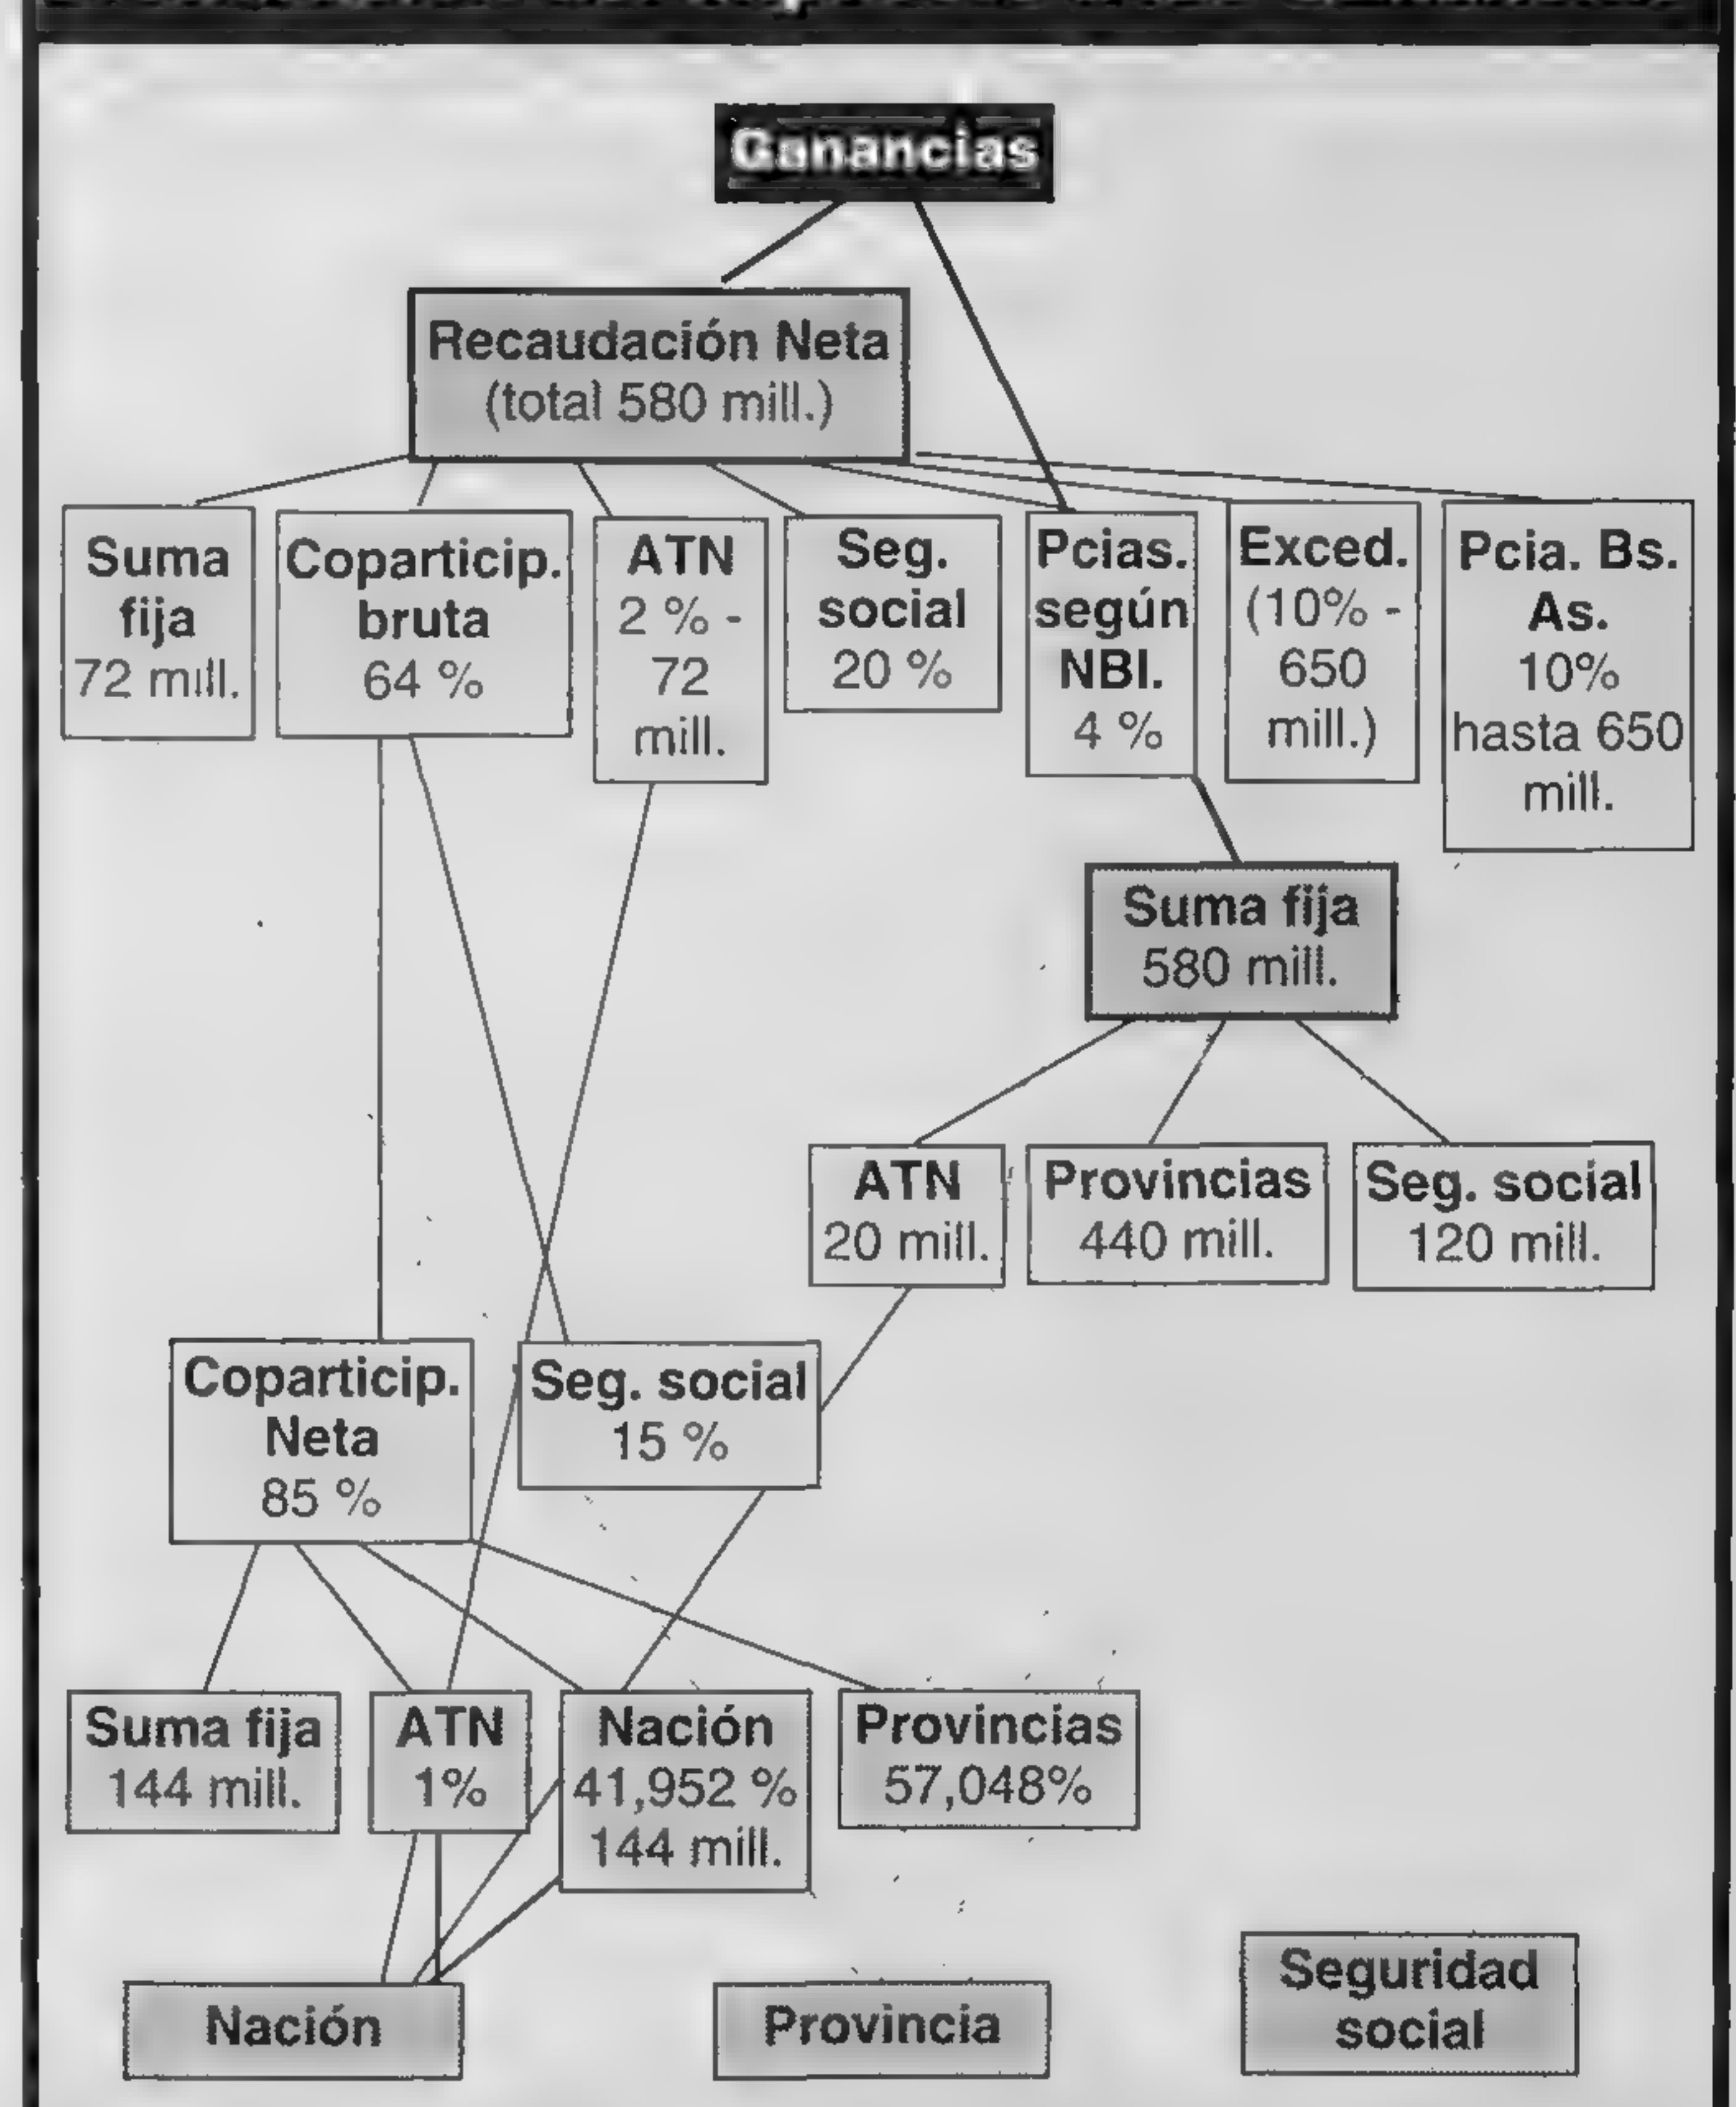 Ganancias
Recaudación Neta
(total 580 mill.)
Suma
fija
72 mill.
Coparticip.
bruta
64 %
ATN
2 % -
72
mill.
Seg.
social
20 %
Pcias.
según
NBI.
4 %
Exced.
(10% -
650
mill.)
Pcia. Bs.
As.
10%
hasta 650
mill.
Suma fija
580 mill.
ATN
20 mill.
Provincias
440 mill.
Seg. social
120 mill.
Coparticip.
Neta
85 %
Seg. social
15 %
Suma fija
144 mill.
ATN
1%
Nación
41,952 %
144 mill.
Provincias
57,048%
Nación
Provincia
Seguridad
social